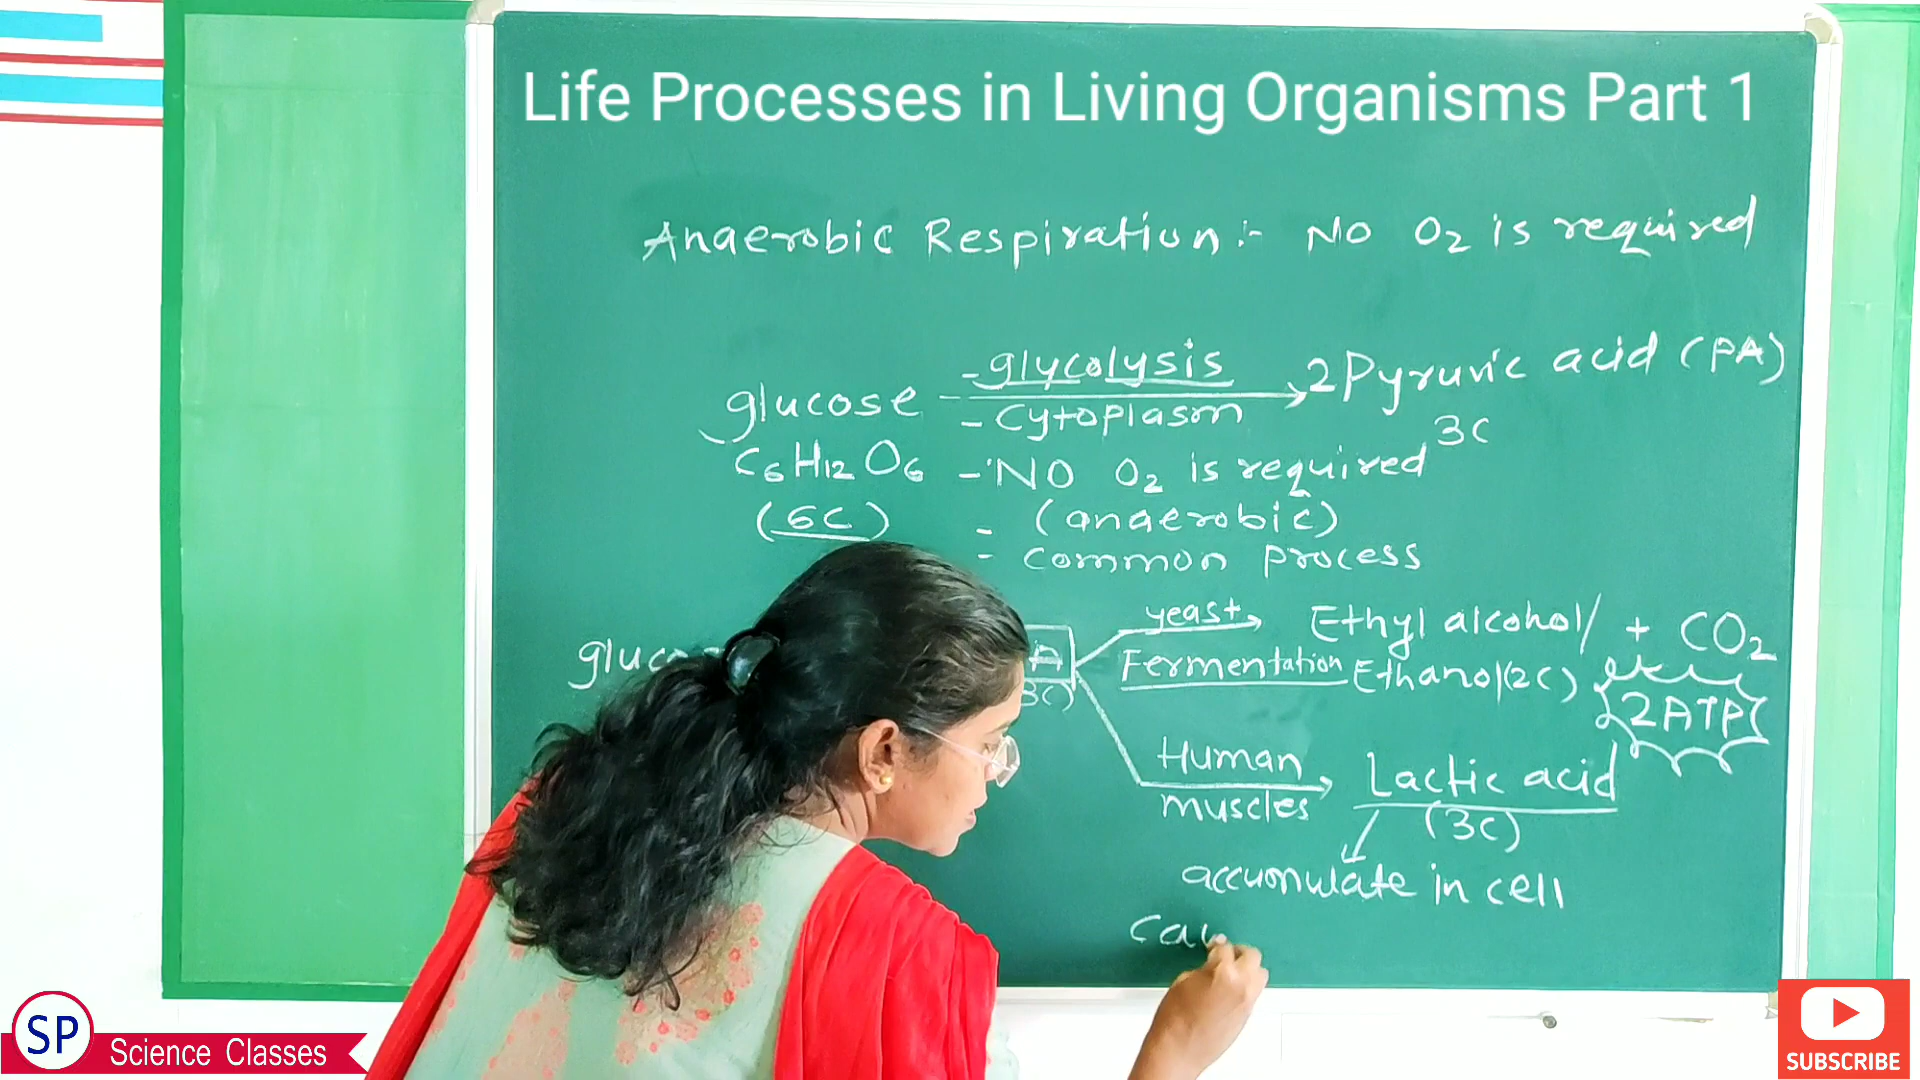 Life Processes in Living Organisms Part 1
Anaerobic Respiration :- NO O2 is required
glucose - glycolysis → 2 Pyruvic acid (PA)
- Cytoplasm
3C
C6H12O6 - NO O2 is required
(6C) - (anaerobic)
- common process
yeast → Ethyl alcohol/ + CO2
Fermentation Ethanol (2C)
3C)
2ATP
Human → Lactic acid
muscles (3C)
accumulate in cell
SP Science Classes
SUBSCRIBE